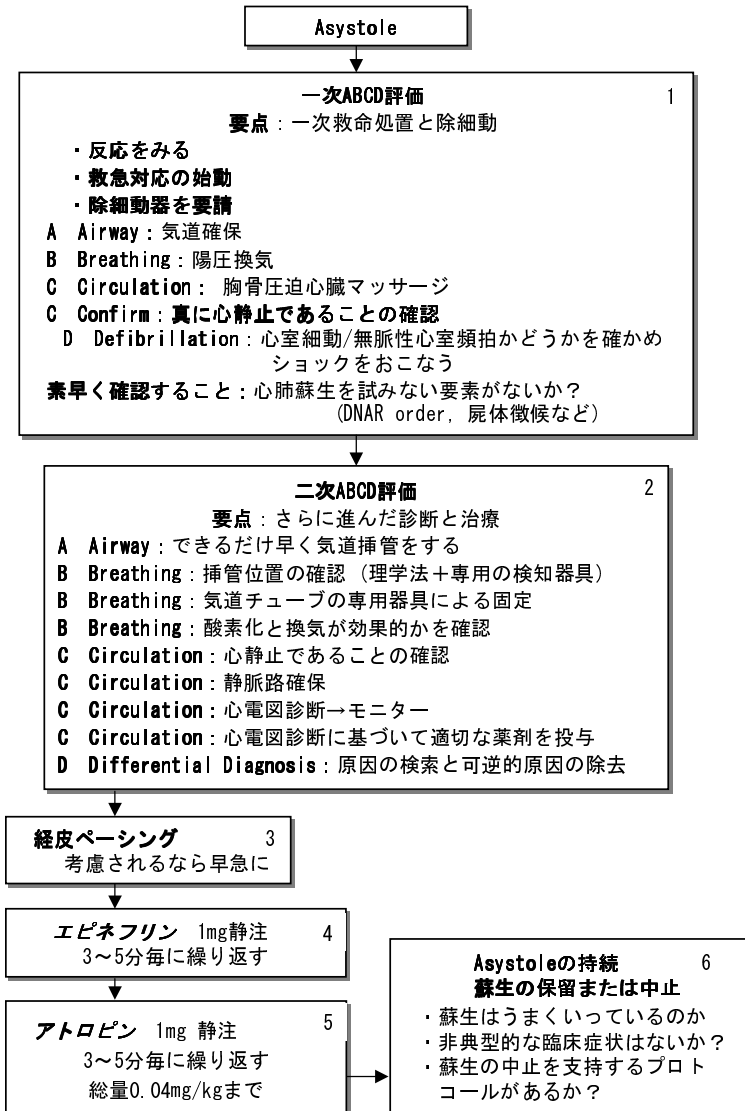 Asystole
一次ABCD評価 1
要点：一次救命処置と除細動
・反応をみる
・救急対応の始動
・除細動器を要請
A Airway：気道確保
B Breathing：陽圧換気
C Circulation： 胸骨圧迫心臓マッサージ
C Confirm：真に心静止であることの確認
D Defibrillation：心室細動/無脈性心室頻拍かどうかを確かめ
ショックをおこなう
素早く確認すること：心肺蘇生を試みない要素がないか？
(DNAR order, 屍体徴候など)
二次ABCD評価 2
要点：さらに進んだ診断と治療
A Airway：できるだけ早く気道挿管をする
B Breathing：挿管位置の確認（理学法＋専用の検知器具）
B Breathing：気道チューブの専用器具による固定
B Breathing：酸素化と換気が効果的かを確認
C Circulation：心静止であることの確認
C Circulation：静脈路確保
C Circulation：心電図診断→モニター
C Circulation：心電図診断に基づいて適切な薬剤を投与
D Differential Diagnosis：原因の検索と可逆的原因の除去
経皮ペーシング 3
考慮されるなら早急に
エピネフリン 1mg静注 4
3～5分毎に繰り返す
アトロピン 1mg 静注 5
3～5分毎に繰り返す
総量0.04mg/kgまで
Asystoleの持続 6
蘇生の保留または中止
・蘇生はうまくいっているのか
・非典型的な臨床症状はないか？
・蘇生の中止を支持するプロト
コールがあるか？